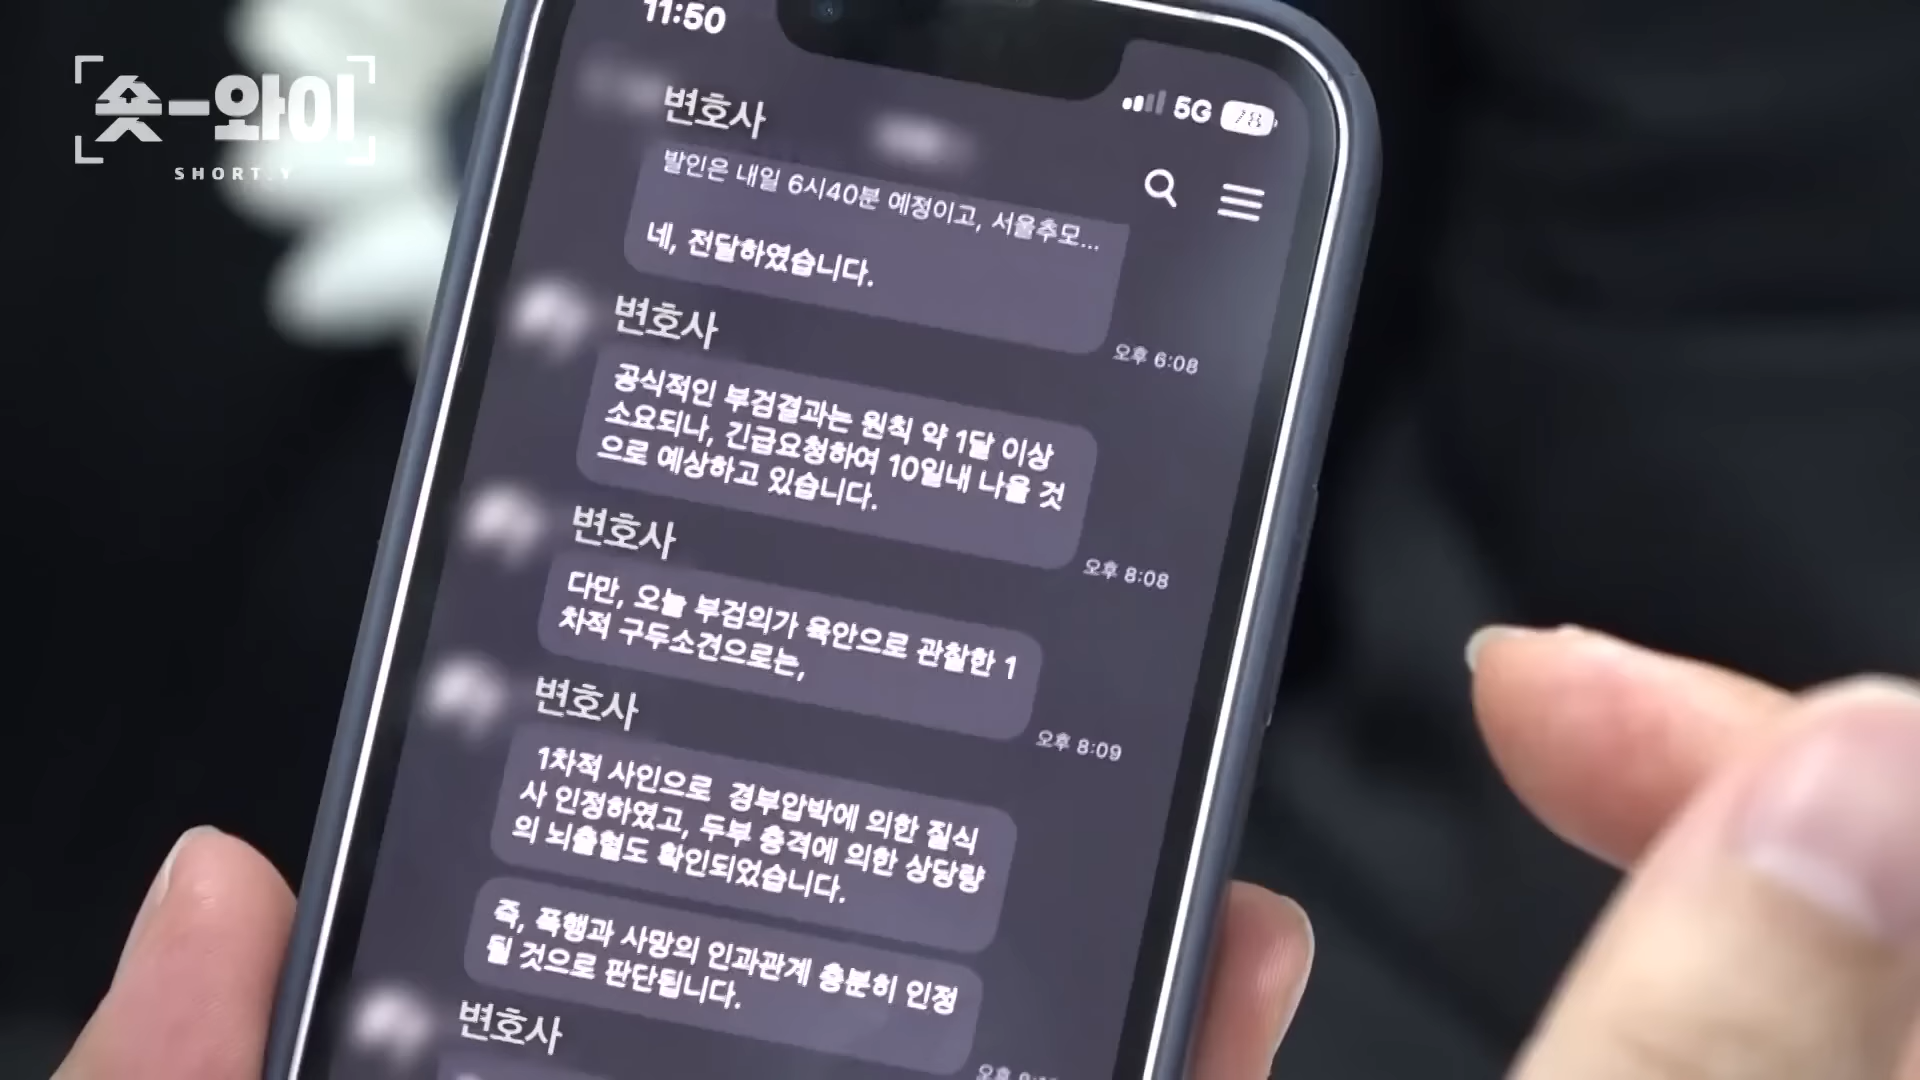 숏-와이
SHORT.Y
11:50
5G
78
변호사
발인은 내일 6시40분 예정이고, 서울추모...
네, 전달하였습니다.
오후 6:08
변호사
공식적인 부검결과는 원칙 약 1달 이상
소요되나, 긴급요청하여 10일내 나올 것
으로 예상하고 있습니다.
오후 8:08
변호사
다만, 오늘 부검의가 육안으로 관찰한 1
차적 구두소견으로는,
오후 8:09
변호사
1차적 사인으로 경부압박에 의한 질식
사 인정하였고, 두부 충격에 의한 상당량
의 뇌출혈도 확인되었습니다.
즉, 폭행과 사망의 인과관계 충분히 인정
될 것으로 판단됩니다.
변호사